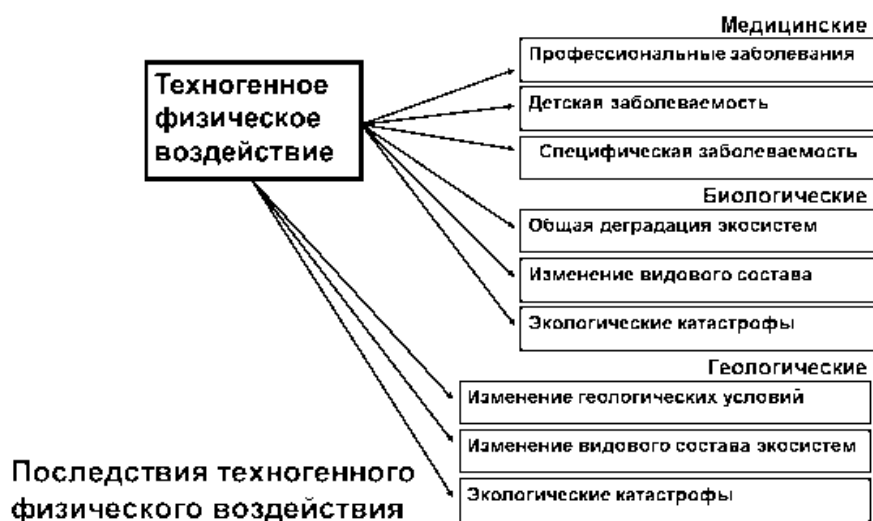 Медицинские
Профессиональные заболевания
Техногенное
физическое
воздействие
Детская заболеваемость
Специфическая заболеваемость
Биологические
Общая деградация экосистем
Изменение видового состава
Экологические катастрофы
Геологические
Изменение геологических условий
Изменение видового состава экосистем
Экологические катастрофы
Последствия техногенного
физического воздействия